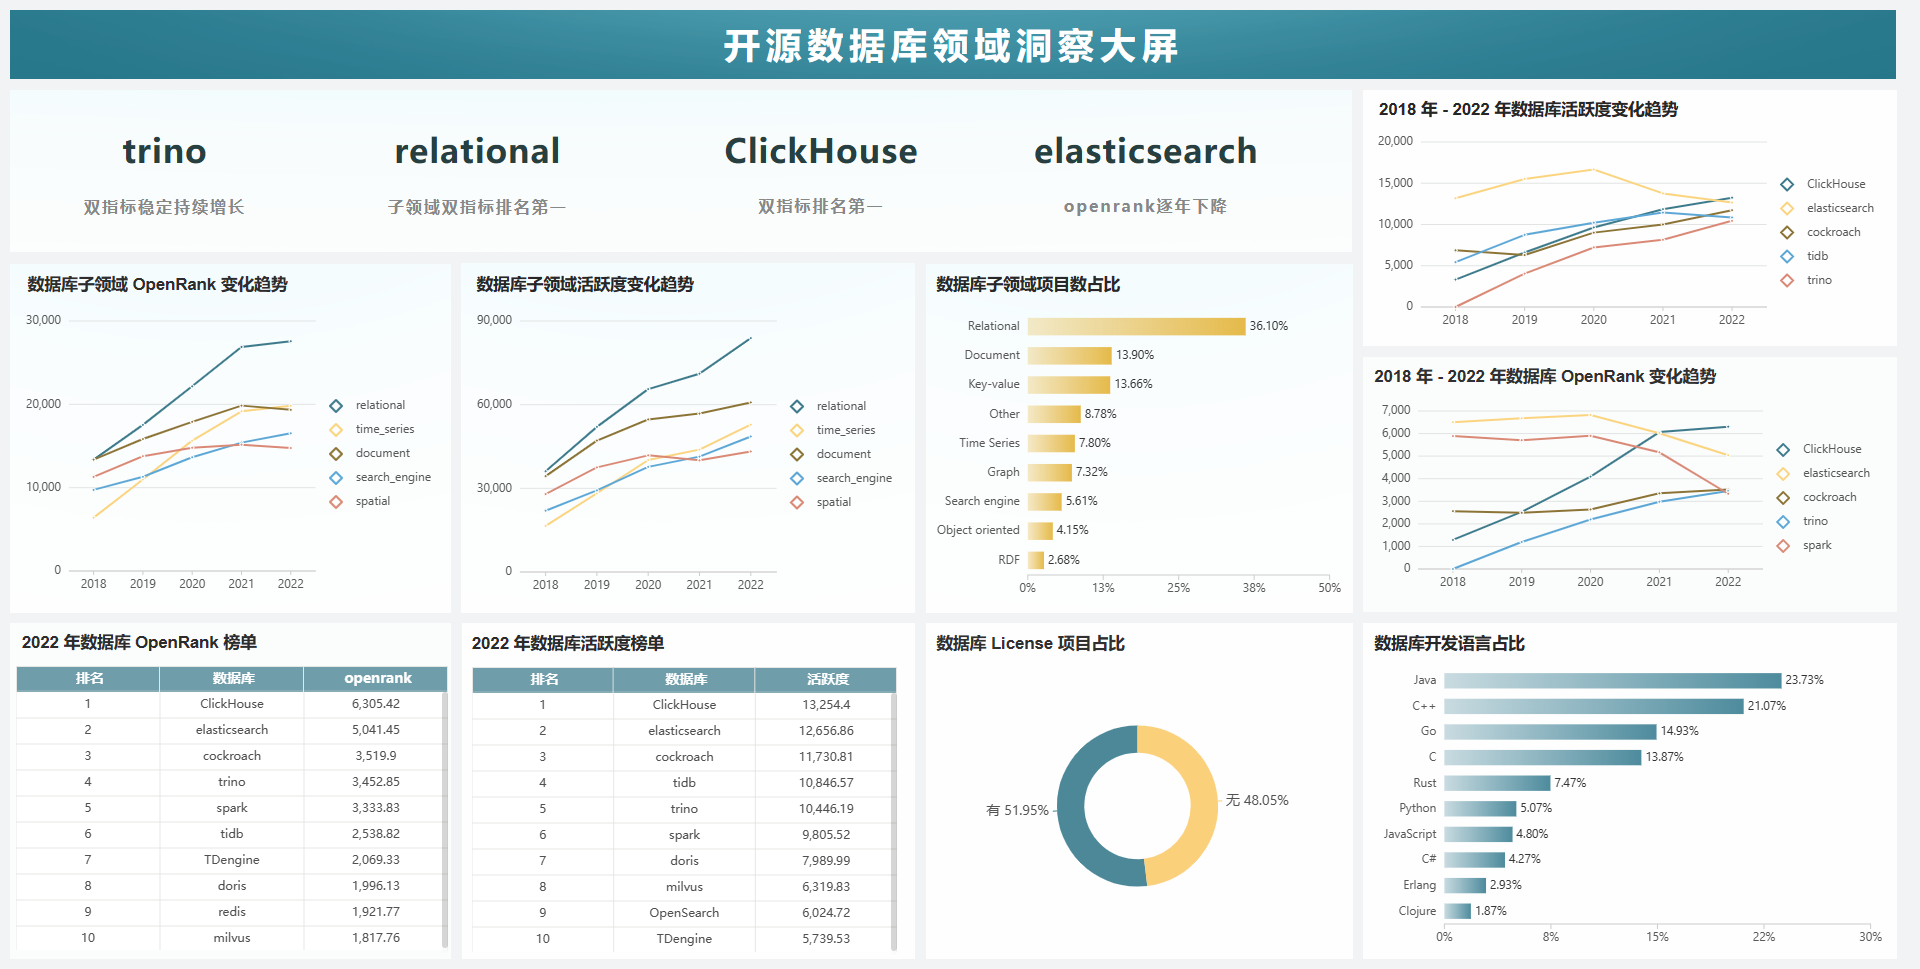 开源数据库领域洞察大屏
trino
双指标稳定持续增长
relational
子领域双指标排名第一
ClickHouse
双指标排名第一
elasticsearch
openrank逐年下降
2018 年 - 2022 年数据库活跃度变化趋势
20,000
15,000
10,000
5,000
0
2018 2019 2020 2021 2022
ClickHouse
elasticsearch
cockroach
tidb
trino
数据库子领域 OpenRank 变化趋势
30,000
20,000
10,000
0
2018 2019 2020 2021 2022
relational
time_series
document
search_engine
spatial
数据库子领域活跃度变化趋势
90,000
60,000
30,000
0
2018 2019 2020 2021 2022
relational
time_series
document
search_engine
spatial
数据库子领域项目数占比
Relational 36.10%
Document 13.90%
Key-value 13.66%
Other 8.78%
Time Series 7.80%
Graph 7.32%
Search engine 5.61%
Object oriented 4.15%
RDF 2.68%
0% 13% 25% 38% 50%
2018 年 - 2022 年数据库 OpenRank 变化趋势
7,000
6,000
5,000
4,000
3,000
2,000
1,000
0
2018 2019 2020 2021 2022
ClickHouse
elasticsearch
cockroach
trino
spark
2022 年数据库 OpenRank 榜单
排名 数据库 openrank
1 ClickHouse 6,305.42
2 elasticsearch 5,041.45
3 cockroach 3,519.9
4 trino 3,452.85
5 spark 3,333.83
6 tidb 2,538.82
7 TDengine 2,069.33
8 doris 1,996.13
9 redis 1,921.77
10 milvus 1,817.76
2022 年数据库活跃度榜单
排名 数据库 活跃度
1 ClickHouse 13,254.4
2 elasticsearch 12,656.86
3 cockroach 11,730.81
4 tidb 10,846.57
5 trino 10,446.19
6 spark 9,805.52
7 doris 7,989.99
8 milvus 6,319.83
9 OpenSearch 6,024.72
10 TDengine 5,739.53
数据库 License 项目占比
有 51.95%
无 48.05%
数据库开发语言占比
Java 23.73%
C++ 21.07%
Go 14.93%
C 13.87%
Rust 7.47%
Python 5.07%
JavaScript 4.80%
C# 4.27%
Erlang 2.93%
Clojure 1.87%
0% 8% 15% 22% 30%